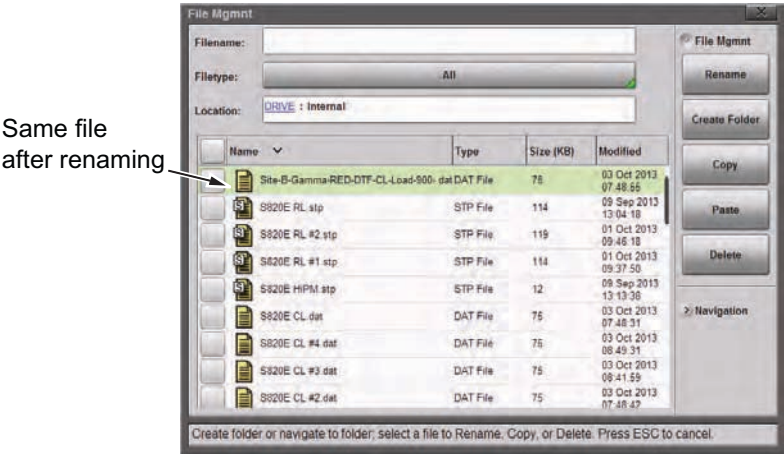 File Mgmnt
Filename:
Filetype:
All
Location:
DRIVE : Internal
Name Type Size (KB) Modified
Site-B-Gamma-RED-DTF-CL-Load-900- dat DAT File 76 03 Oct 2013
07:48:55
S820E RL.stp STP File 114 09 Sep 2013
13:04:18
S820E RL #2.stp STP File 119 01 Oct 2013
09:46:18
S820E RL #1.stp STP File 114 01 Oct 2013
09:37:50
S820E HiPM.stp STP File 12 09 Sep 2013
13:13:38
S820E CL.dat DAT File 75 03 Oct 2013
07:48:31
S820E CL #4.dat DAT File 75 03 Oct 2013
08:49:31
S820E CL #3.dat DAT File 75 03 Oct 2013
08:41:59
S820E CL #2.dat DAT File 75 03 Oct 2013
07:48:42
File Mgmnt
Rename
Create Folder
Copy
Paste
Delete
Navigation
Create folder or navigate to folder; select a file to Rename, Copy, or Delete. Press ESC to cancel.
Same file
after renaming